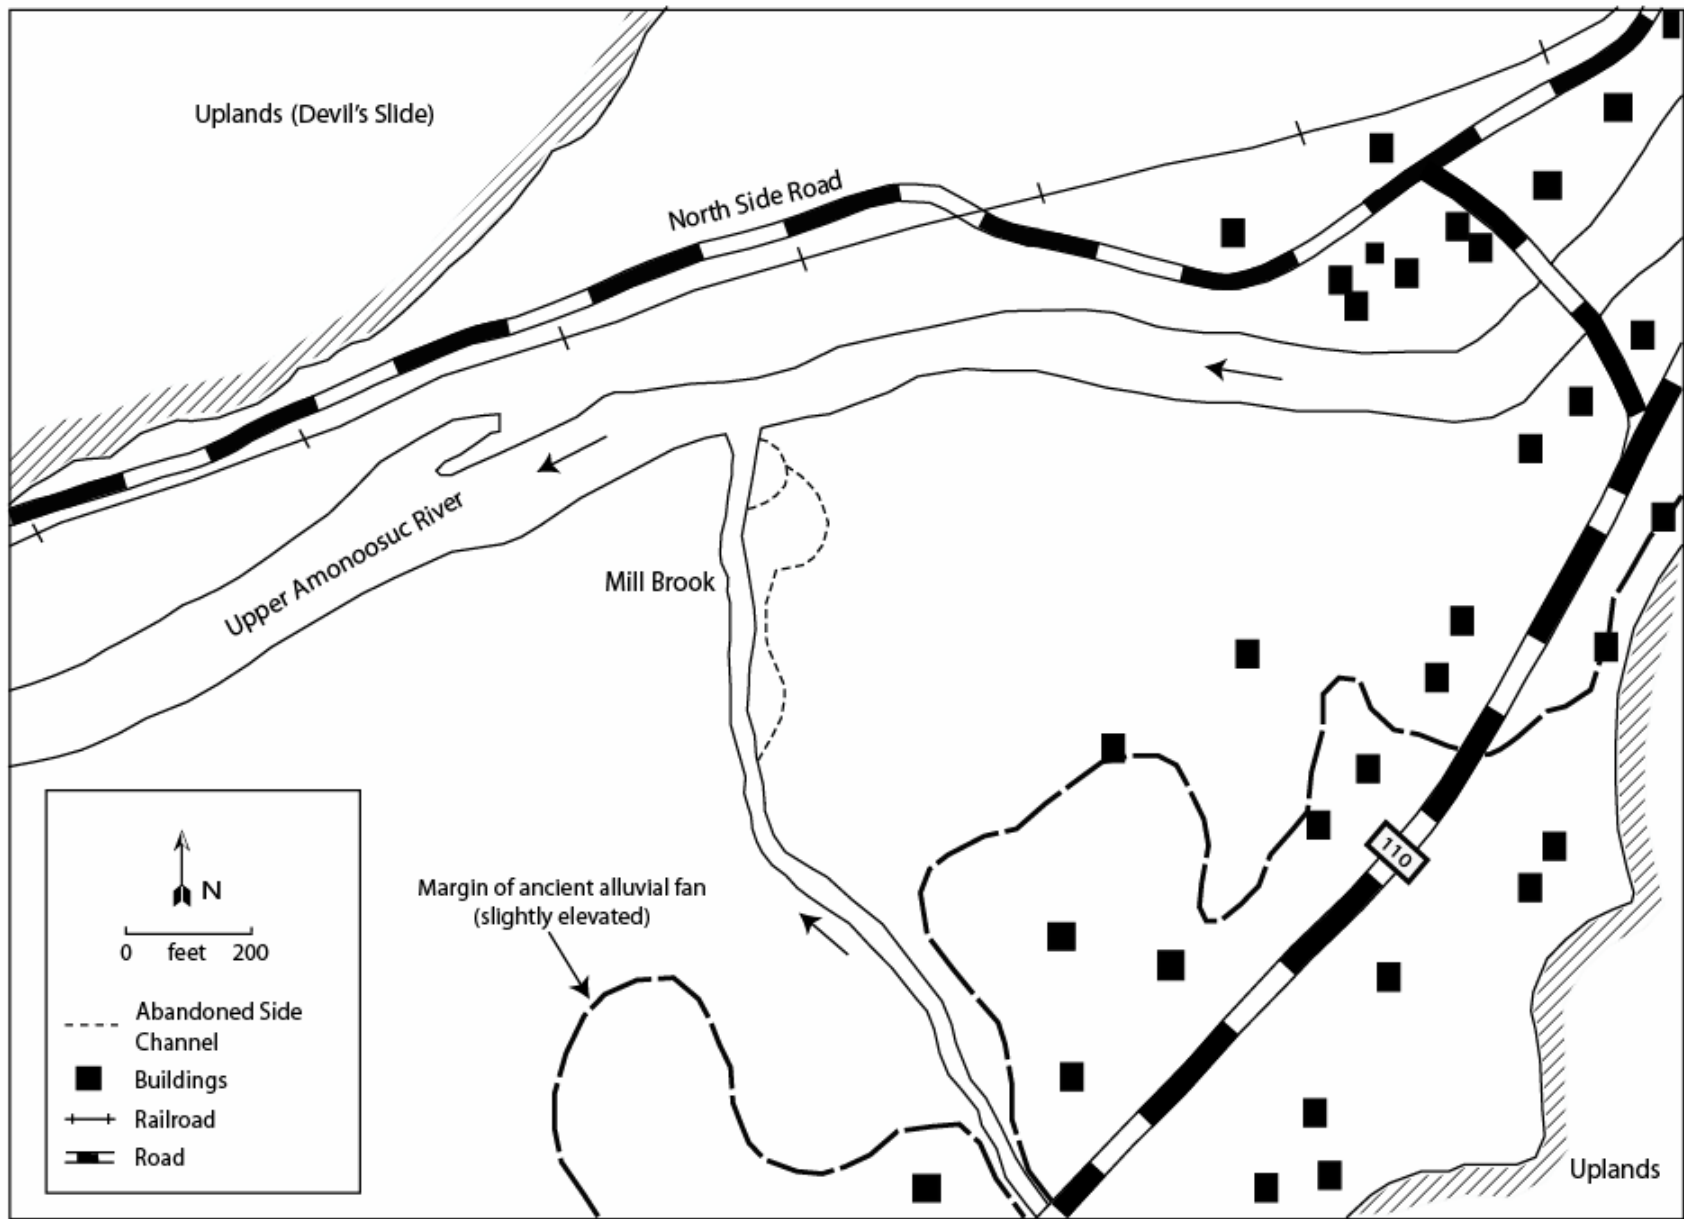 Uplands (Devil's Slide)
North Side Road
Upper Amonoosuc River
Mill Brook
110
Margin of ancient alluvial fan
(slightly elevated)
N
0 feet 200
Abandoned Side
Channel
Buildings
Railroad
Road
Uplands